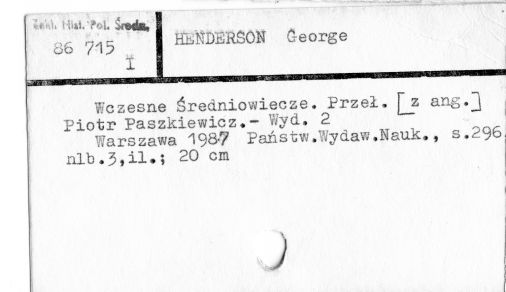 Zakł. Hist. Pol. Średn.
86 715
I
HENDERSON George
Wczesne Średniowiecze. Przeł. [z ang.]
Piotr Paszkiewicz.- Wyd. 2
Warszawa 1987 Państw.Wydaw.Nauk., s.296,
nlb.3,il.; 20 cm